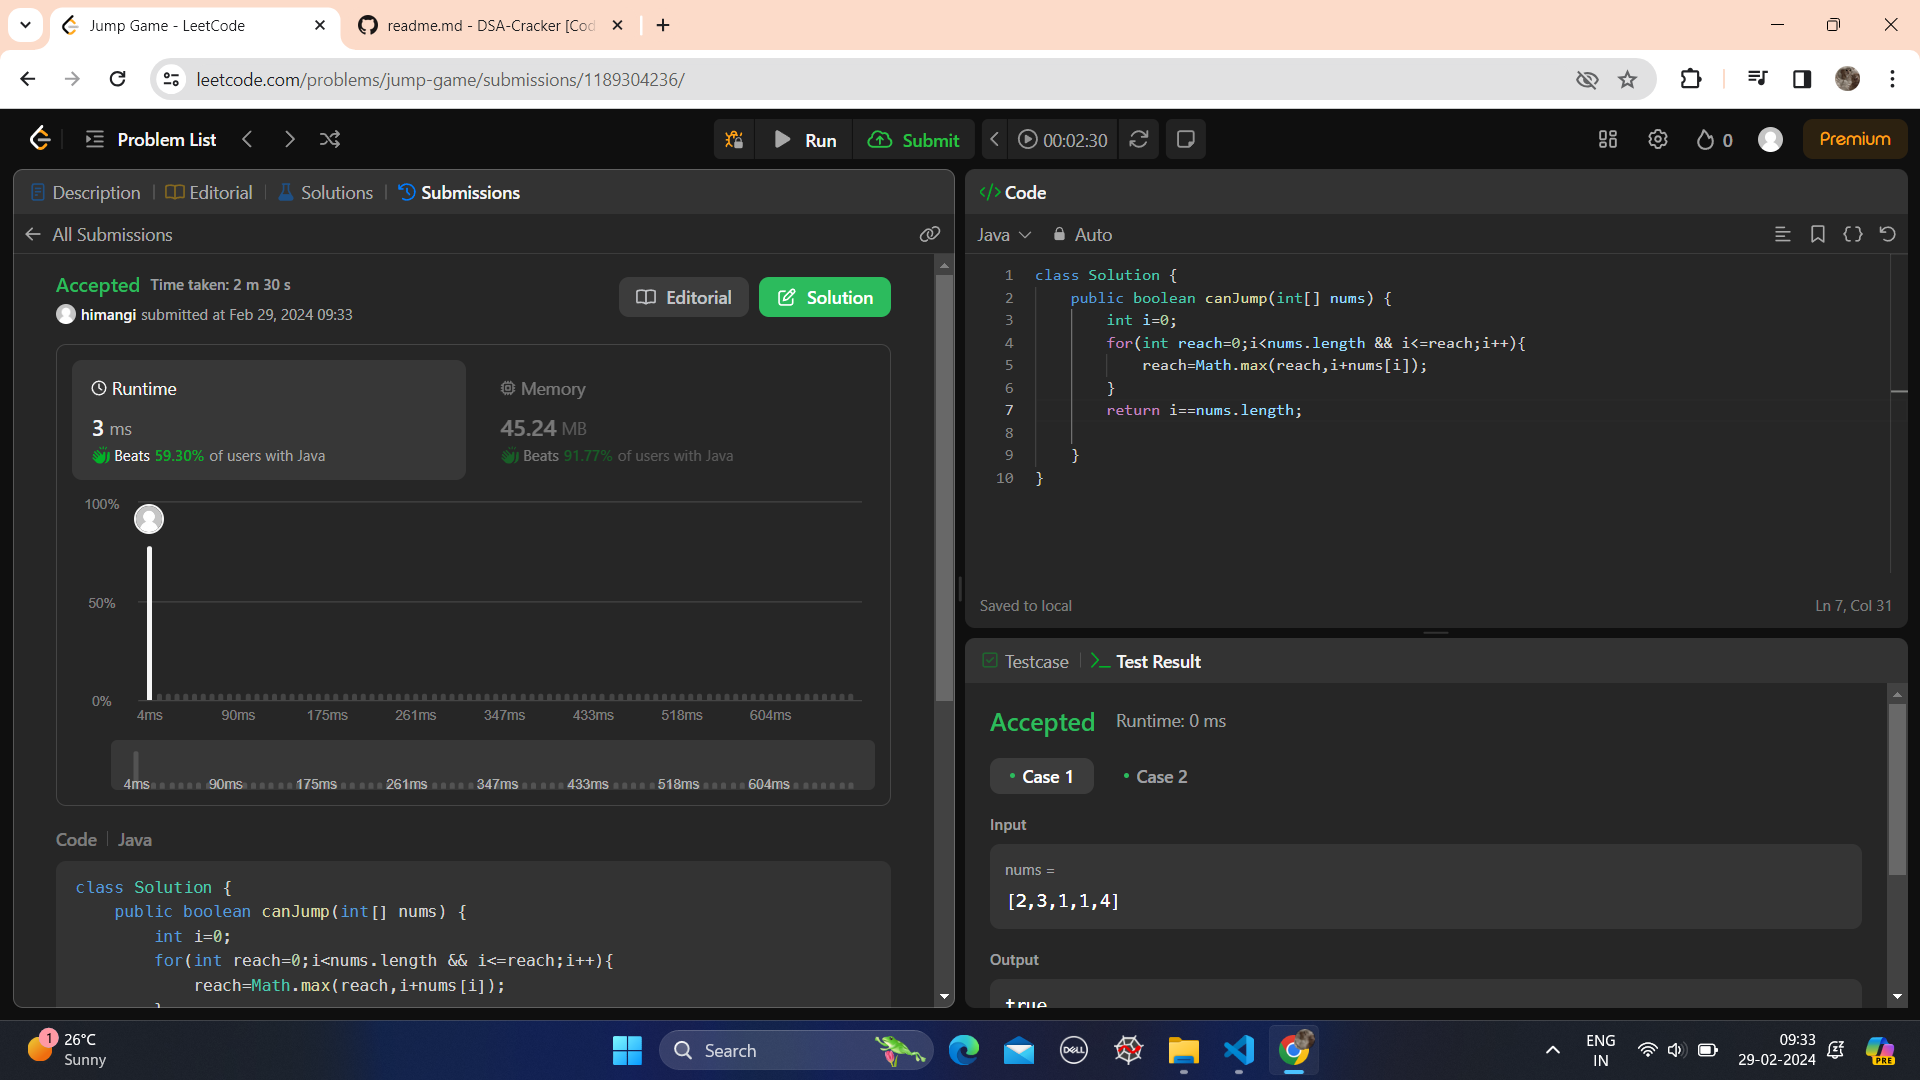 Jump Game - LeetCode
readme.md - DSA-Cracker [Cod
leetcode.com/problems/jump-game/submissions/1189304236/
Problem List
Run
Submit
00:02:30
0
Premium
Description
Editorial
Solutions
Submissions
All Submissions
Accepted Time taken: 2 m 30 s
himangi submitted at Feb 29, 2024 09:33
Editorial
Solution
Runtime
3 ms
Beats 59.30% of users with Java
Memory
45.24 MB
Beats 91.77% of users with Java
100%
50%
0%
4ms 90ms 175ms 261ms 347ms 433ms 518ms 604ms
4ms 90ms 175ms 261ms 347ms 433ms 518ms 604ms
Code Java
class Solution {
public boolean canJump(int[] nums) {
int i=0;
for(int reach=0;i<nums.length && i<=reach;i++){
reach=Math.max(reach,i+nums[i]);
</> Code
Java Auto
1 class Solution {
2 public boolean canJump(int[] nums) {
3 int i=0;
4 for(int reach=0;i<nums.length && i<=reach;i++){
5 reach=Math.max(reach,i+nums[i]);
6 }
7 return i==nums.length;
8
9 }
10 }
Saved to local
Ln 7, Col 31
Testcase
Test Result
Accepted Runtime: 0 ms
Case 1
Case 2
Input
nums =
[2,3,1,1,4]
Output
true
1
26°C
Sunny
Search
DELL
ENG
IN
09:33
29-02-2024
PRE